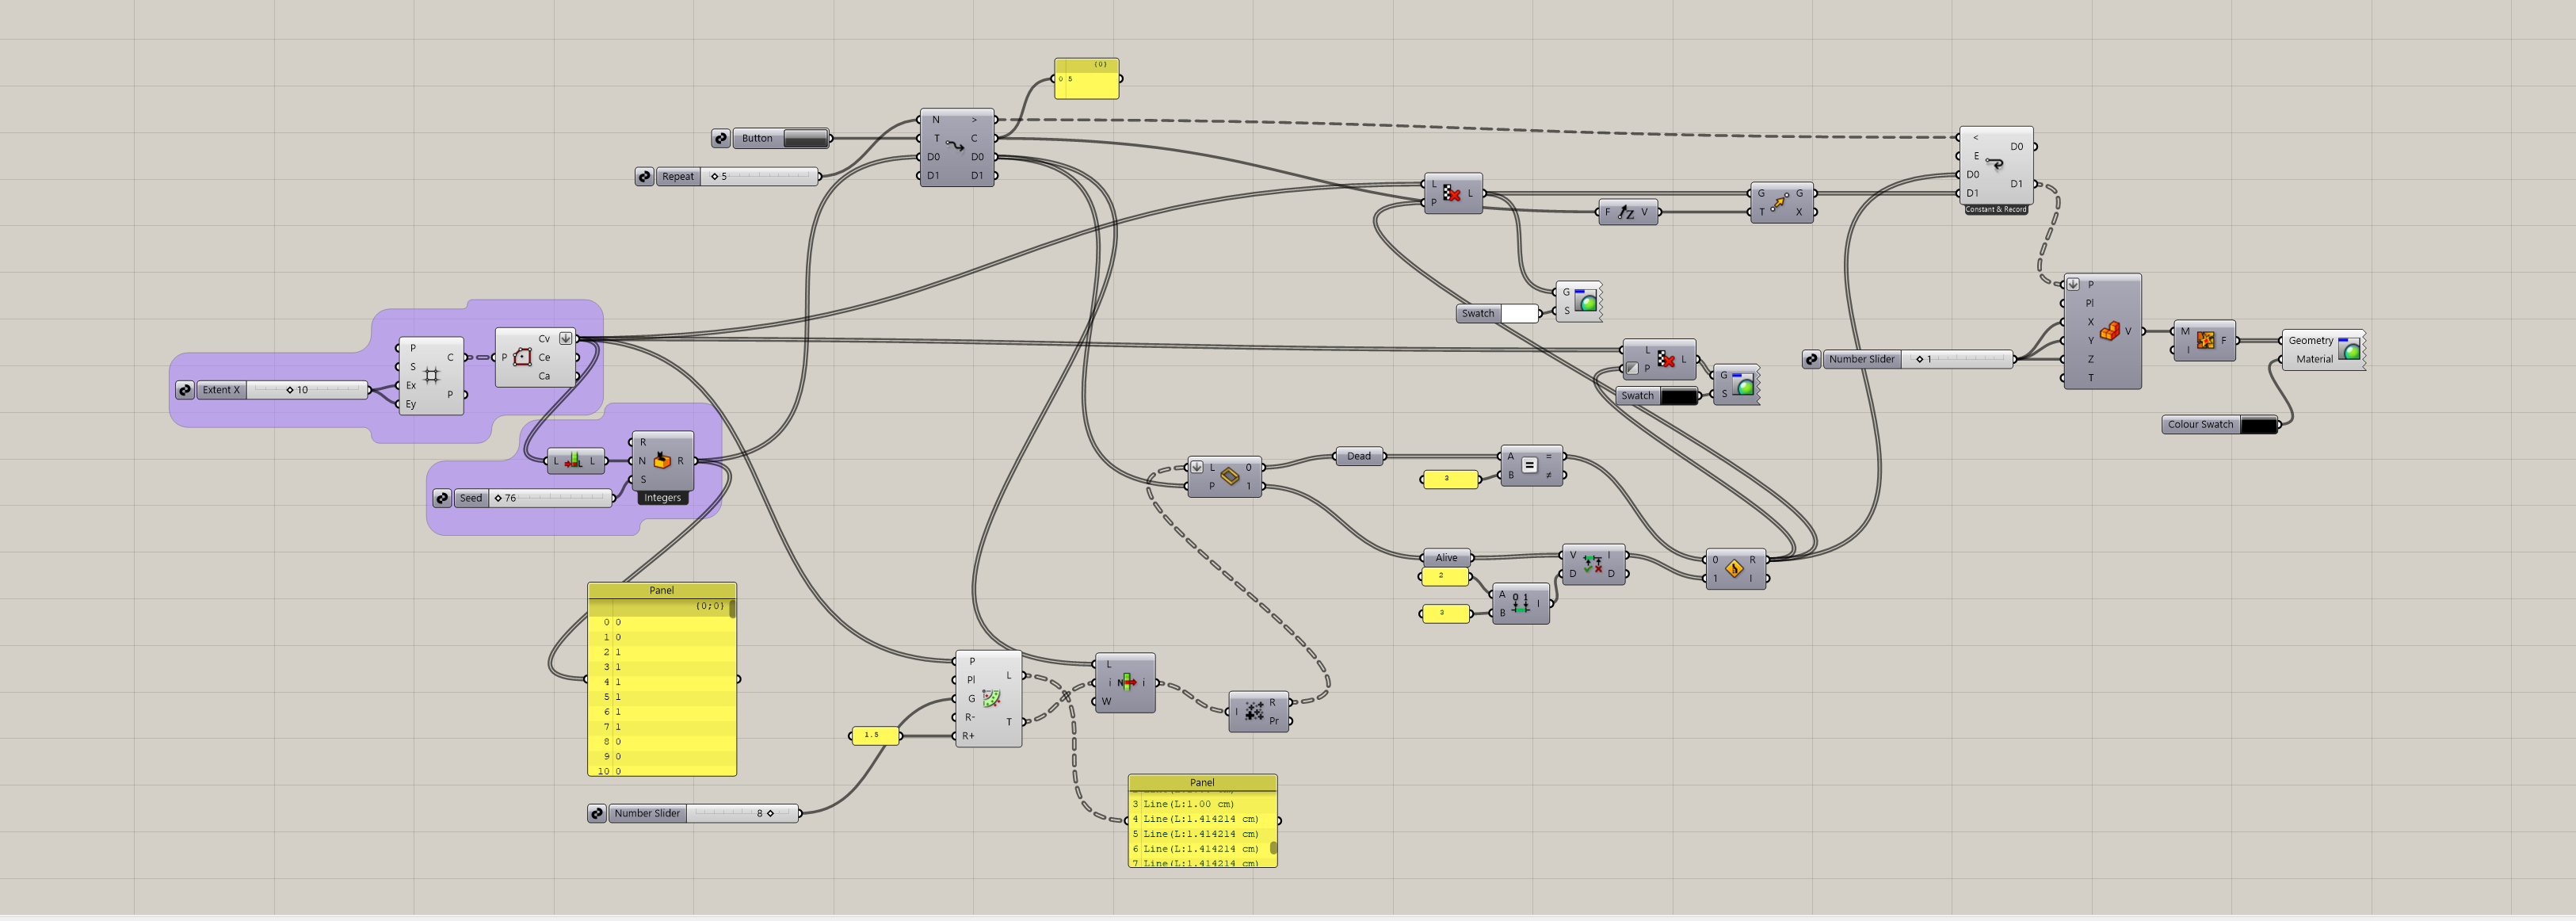 {0}
0 5
N
T
D0
D1
>
C
D0
D1
Button
Repeat
5
<
E
D0
D1
D0
D1
Constant & Record
L
P
L
F
V
G
T
G
X
G
S
Swatch
P
Pl
X
Y
Z
T
V
M
I
F
Geometry
Material
Number Slider
1
Colour Swatch
L
P
L
G
S
Swatch
P
S
Ex
Ey
C
P
P
Cv
Ce
Ca
Extent X
10
L
L
R
N
S
R
Integers
Seed
76
L
P
0
1
Dead
3
A
B
=
=
≠
Alive
2
3
A
B
0 1
I
V
D
I
D
0
1
R
I
Panel
{0;0}
0 0
1 0
2 1
3 1
4 1
5 1
6 1
7 1
8 0
9 0
10 0
P
Pl
G
R-
R+
L
T
1.5
L
i
W
N
i
I
R
Pr
Number Slider
8
Panel
3 Line(L:1.00 cm)
4 Line(L:1.414214 cm)
5 Line(L:1.414214 cm)
6 Line(L:1.414214 cm)
7 Line(L:1.414214 cm)